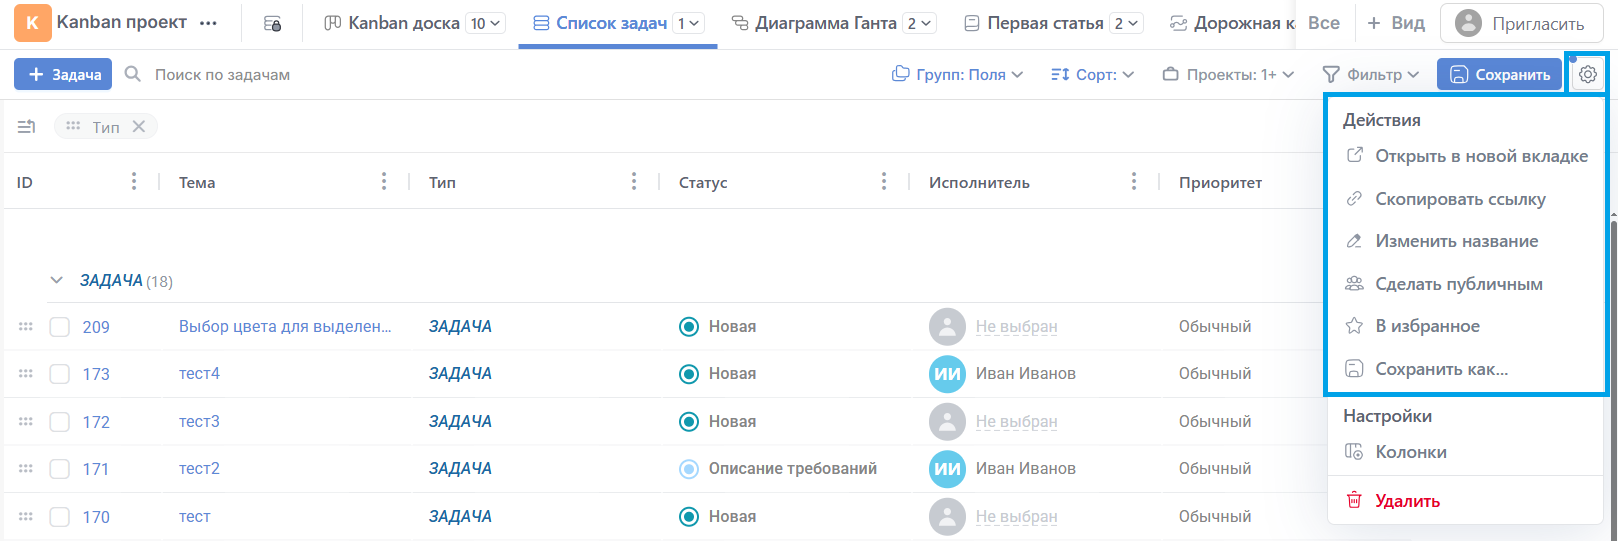 K Kanban проект ••• Kanban доска 10 Список задач 1 Диаграмма Ганта 2 Первая статья 2 Дорожная ка Все + Вид Пригласить
+ Задача Поиск по задачам Групп: Поля Сорт: Проекты: 1+ Фильтр Сохранить
Тип
ID Тема Тип Статус Исполнитель Приоритет
ЗАДАЧА (18)
209 Выбор цвета для выделен... ЗАДАЧА Новая Не выбран Обычный
173 тест4 ЗАДАЧА Новая ИИ Иван Иванов Обычный
172 тест3 ЗАДАЧА Новая Не выбран Обычный
171 тест2 ЗАДАЧА Описание требований ИИ Иван Иванов Обычный
170 тест ЗАДАЧА Новая Не выбран Обычный
Действия
Открыть в новой вкладке
Скопировать ссылку
Изменить название
Сделать публичным
В избранное
Сохранить как...
Настройки
Колонки
Удалить